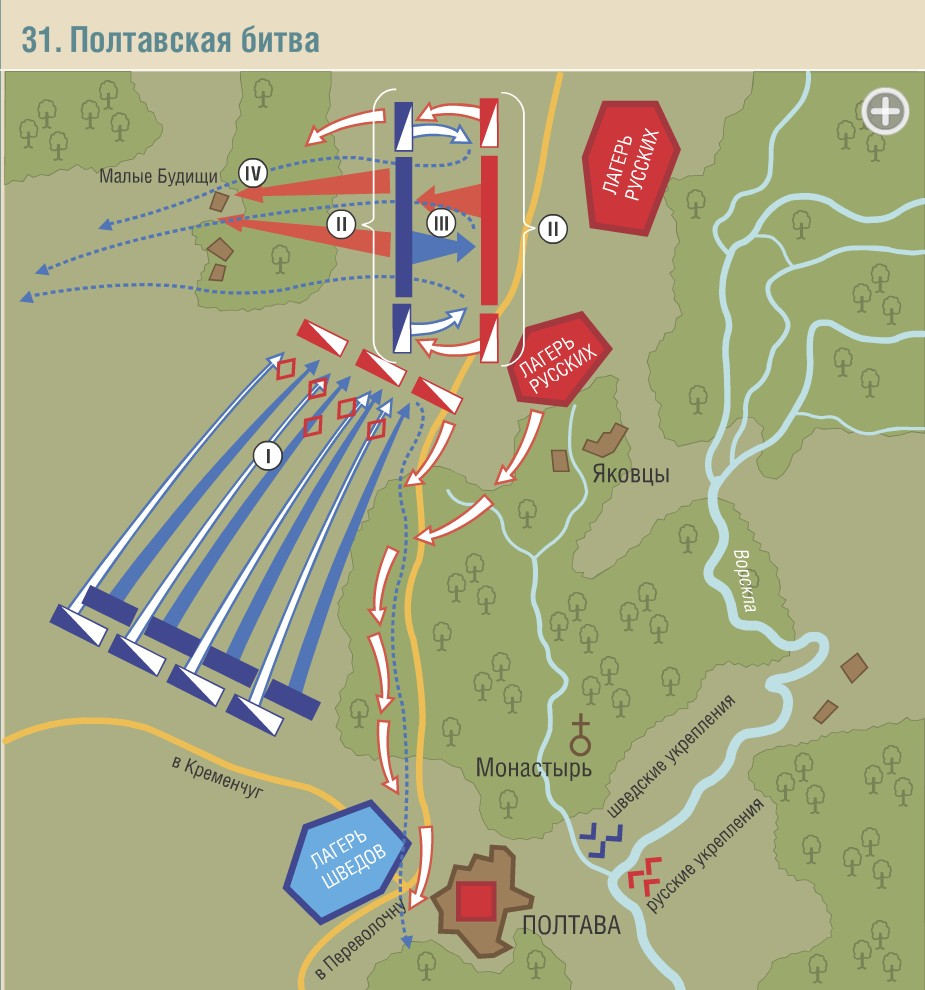 31. Полтавская битва
ЛАГЕРЬ
РУССКИХ
Малые Будищи
IV
II
III
II
ЛАГЕРЬ
РУССКИХ
I
Яковцы
Ворскла
шведские укрепления
Монастырь
в Кременчуг
русские укрепления
ЛАГЕРЬ
ШВЕДОВ
ПОЛТАВА
в Переволочну